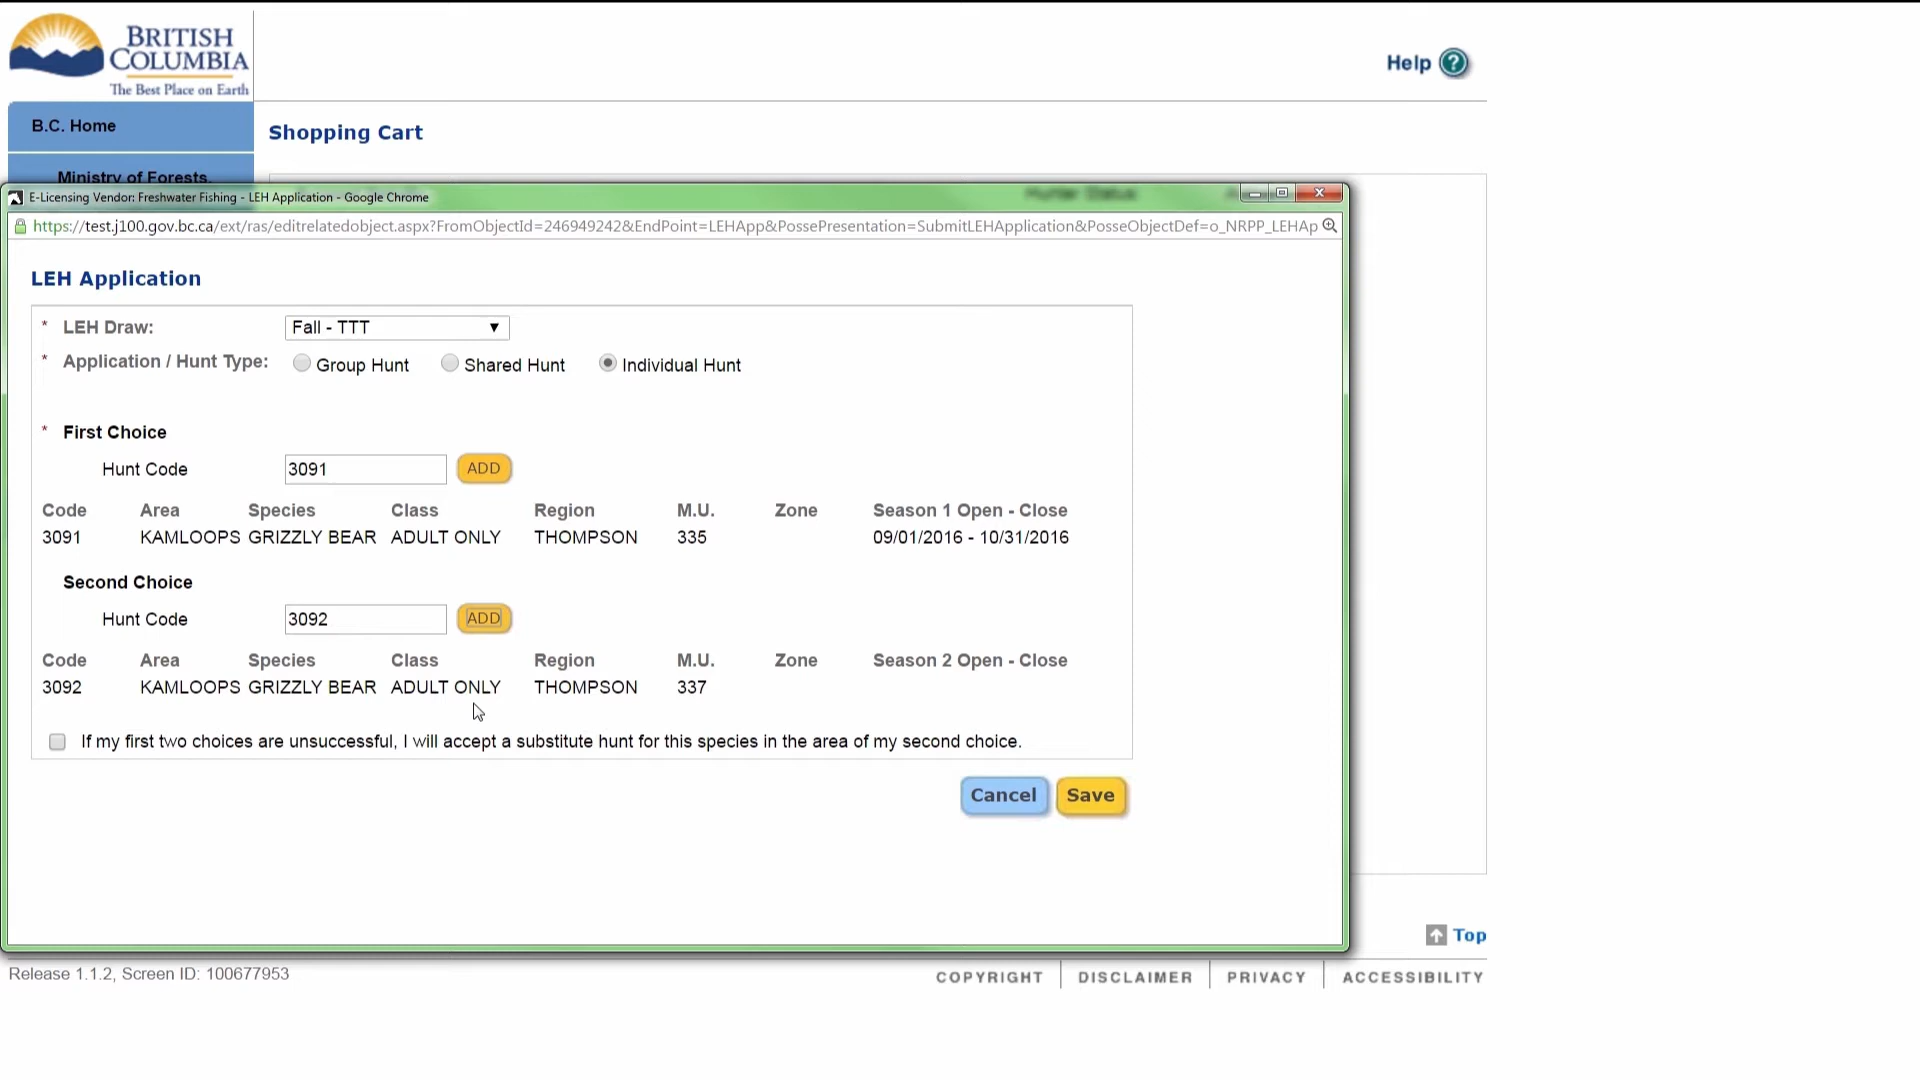 BRITISH
COLUMBIA
The Best Place on Earth
Help ?
B.C. Home
Shopping Cart
Ministry of Forests,
E-Licensing Vendor: Freshwater Fishing - LEH Application - Google Chrome
Hunter Status
https://test.j100.gov.bc.ca/ext/ras/editrelatedobject.aspx?FromObjectId=246949242&EndPoint=LEHApp&PossePresentation=SubmitLEHApplication&PosseObjectDef=o_NRPP_LEHAp
LEH Application
* LEH Draw: Fall - TTT
* Application / Hunt Type: Group Hunt Shared Hunt Individual Hunt
* First Choice
Hunt Code 3091 ADD
Code Area Species Class Region M.U. Zone Season 1 Open - Close
3091 KAMLOOPS GRIZZLY BEAR ADULT ONLY THOMPSON 335 09/01/2016 - 10/31/2016
Second Choice
Hunt Code 3092 ADD
Code Area Species Class Region M.U. Zone Season 2 Open - Close
3092 KAMLOOPS GRIZZLY BEAR ADULT ONLY THOMPSON 337
If my first two choices are unsuccessful, I will accept a substitute hunt for this species in the area of my second choice.
Cancel Save
Top
Release 1.1.2, Screen ID: 100677953
COPYRIGHT DISCLAIMER PRIVACY ACCESSIBILITY